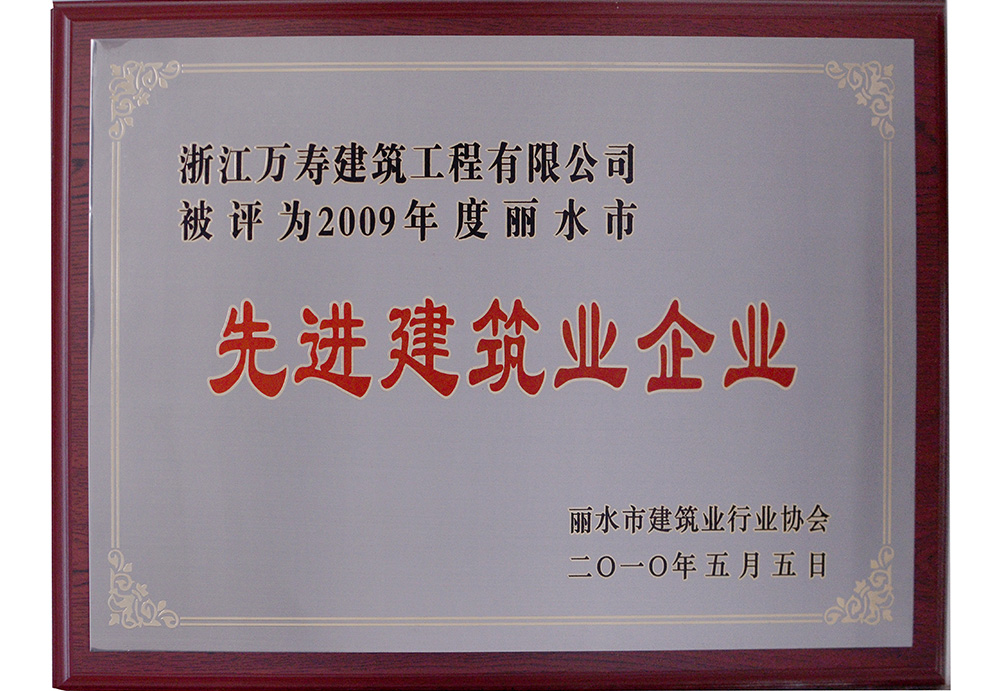 浙江万寿建筑工程有限公司
被评为2009年度丽水市
先进建筑业企业
丽水市建筑业行业协会
二〇一〇年五月五日